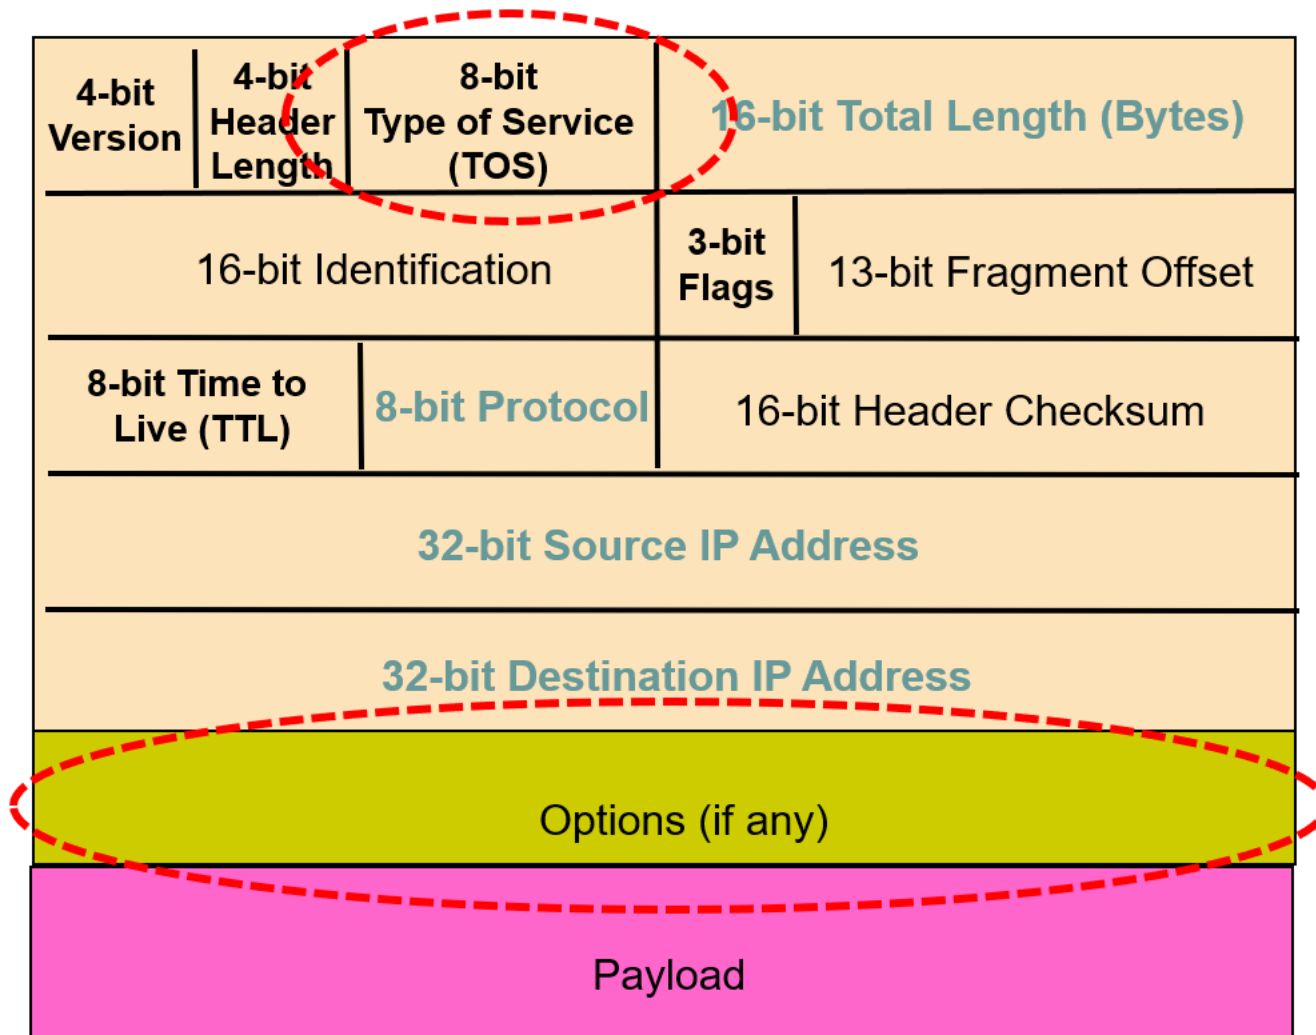 4-bit
Version
4-bit
Header
Length
8-bit
Type of Service
(TOS)
16-bit Total Length (Bytes)
16-bit Identification
3-bit
Flags
13-bit Fragment Offset
8-bit Time to
Live (TTL)
8-bit Protocol
16-bit Header Checksum
32-bit Source IP Address
32-bit Destination IP Address
Options (if any)
Payload